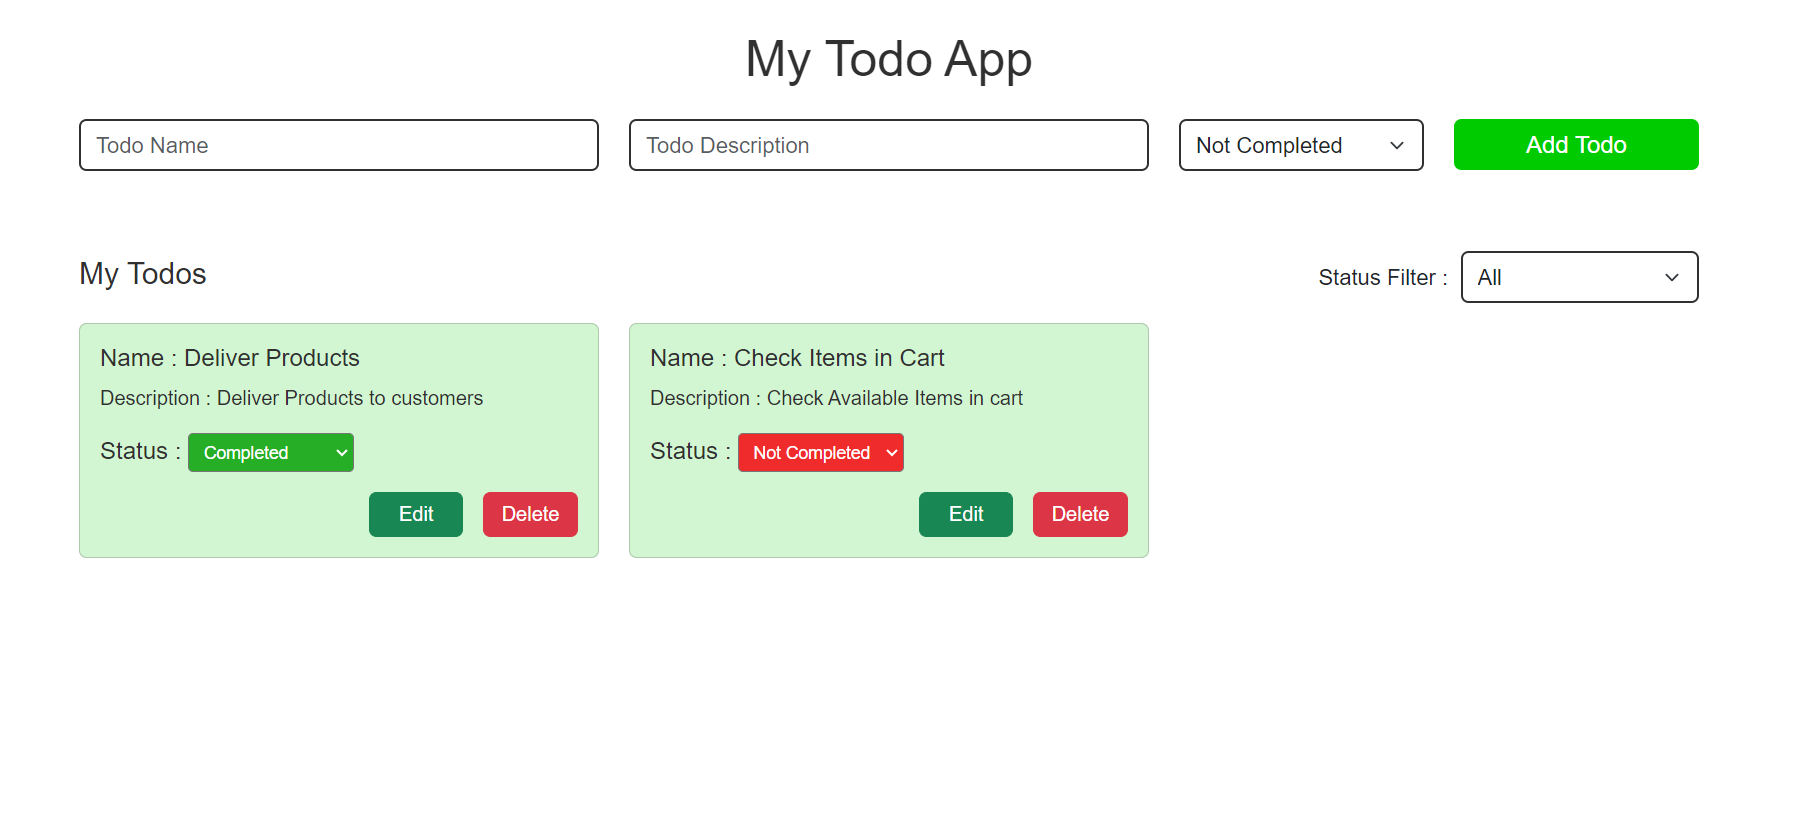 My Todo App
Todo Name
Todo Description
Not Completed
Add Todo
My Todos
Status Filter :
All
Name : Deliver Products
Description : Deliver Products to customers
Status :
Completed
Edit
Delete
Name : Check Items in Cart
Description : Check Available Items in cart
Status :
Not Completed
Edit
Delete